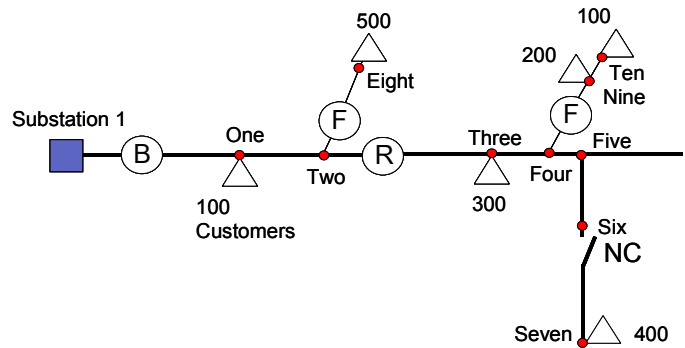 500
100
200
Eight
Ten
Nine
Substation 1
F
F
One
Three
Five
B
R
Two
Four
100
Customers
300
Six
NC
Seven
400